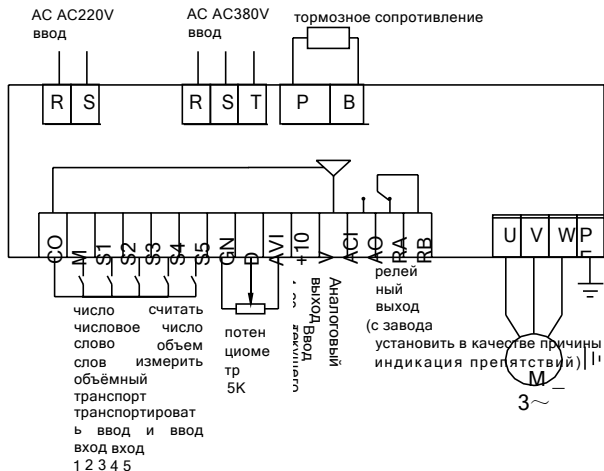 AC AC220V
ввод
AC AC380V
ввод
тормозное сопротивление
R S
R S T
P B
CO M S1 S2 S3 S4 S5 GN D AVI +10 V ACI AO RA RB
U V W
число считать
числовое число
слово объем
слов измерить
объёмный
транспорт
транспортироват
ь ввод и ввод
вход вход
1 2 3 4 5
потен
циоме
тр
5K
Ввод
текущего
Аналоговый
выход
релей
ный
выход
(с завода
установить в качестве причины
индикация препятствий)
M
3~